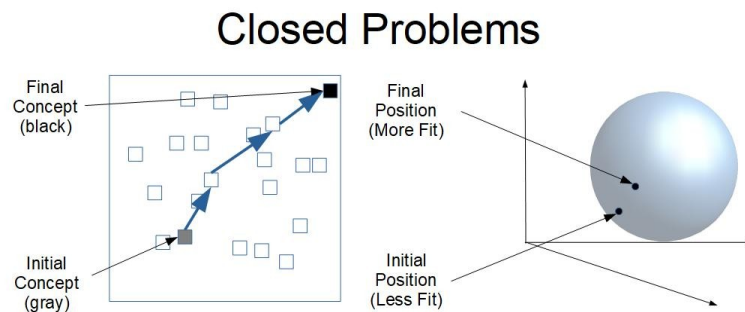 Closed Problems
Final
Concept
(black)
Initial
Concept
(gray)
Final
Position
(More Fit)
Initial
Position
(Less Fit)